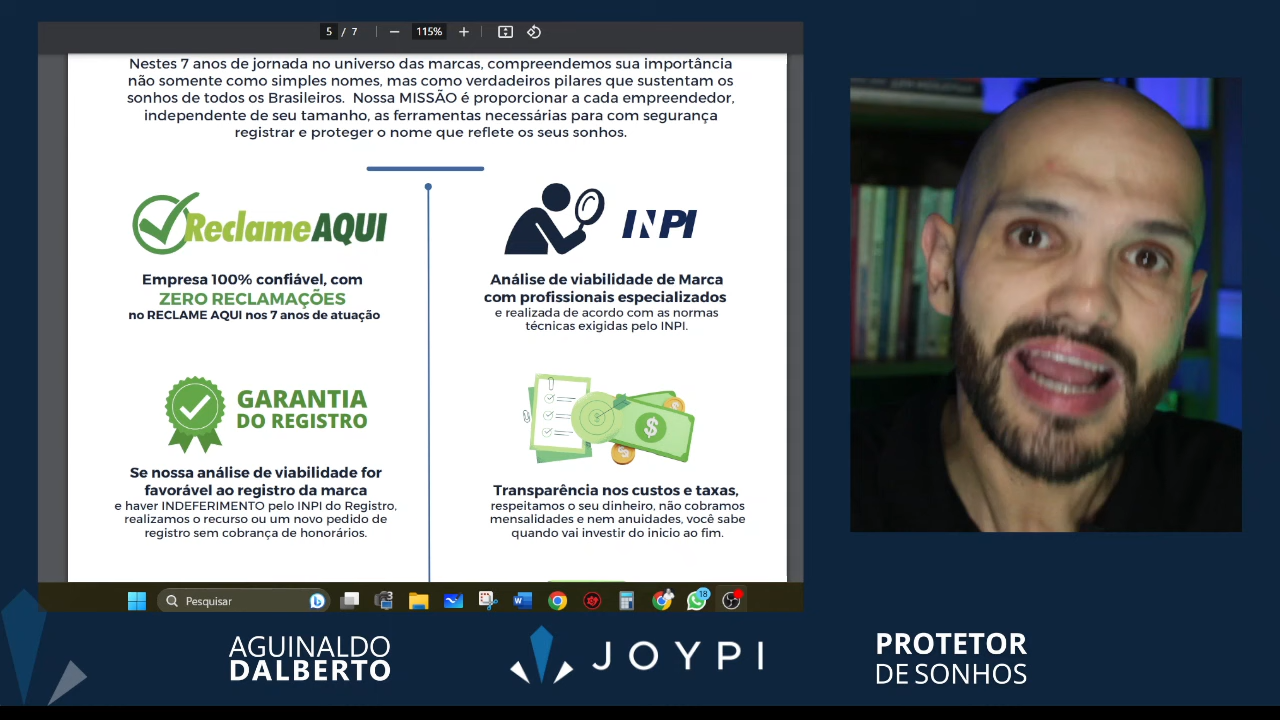 5 / 7
115%
Nestes 7 anos de jornada no universo das marcas, compreendemos sua importância
não somente como simples nomes, mas como verdadeiros pilares que sustentam os
sonhos de todos os Brasileiros. Nossa MISSÃO é proporcionar a cada empreendedor,
independente de seu tamanho, as ferramentas necessárias para com segurança
registrar e proteger o nome que reflete os seus sonhos.
ReclameAQUI
Empresa 100% confiável, com
ZERO RECLAMAÇÕES
no RECLAME AQUI nos 7 anos de atuação
INPI
Análise de viabilidade de Marca
com profissionais especializados
e realizada de acordo com as normas
técnicas exigidas pelo INPI.
GARANTIA
DO REGISTRO
Se nossa análise de viabilidade for
favorável ao registro da marca
e haver INDEFERIMENTO pelo INPI do Registro,
realizamos o recurso ou um novo pedido de
registro sem cobrança de honorários.
Transparência nos custos e taxas,
respeitamos o seu dinheiro, não cobramos
mensalidades e nem anuidades, você sabe
quando vai investir do inicio ao fim.
Pesquisar
18
AGUINALDO
DALBERTO
JOYPI
PROTETOR
DE SONHOS